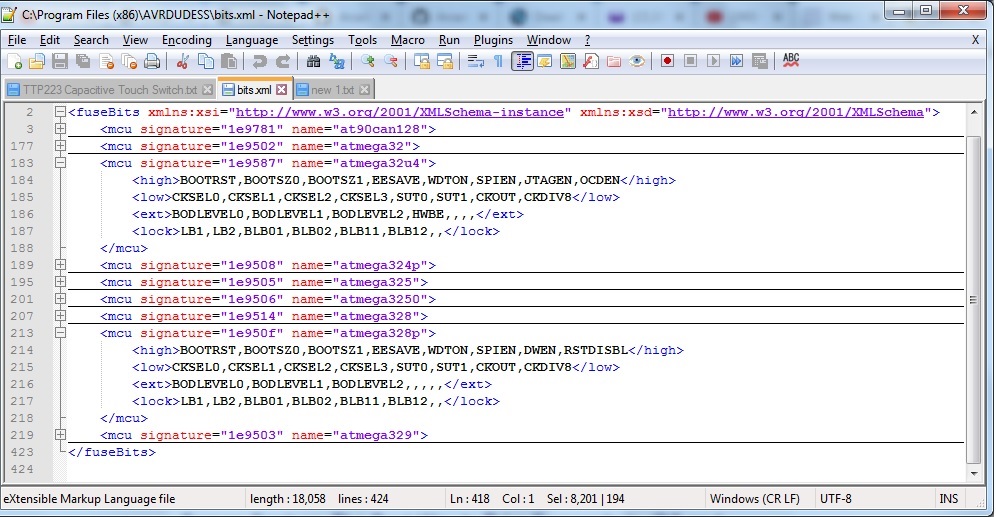 C:\Program Files (x86)\AVRDUDESS\bits.xml - Notepad++
File Edit Search View Encoding Language Settings Tools Macro Run Plugins Window ? X
ABC
TTP223 Capacitive Touch Switch.txt bits.xml new 1.txt
2 <fuseBits xmlns:xsi="http://www.w3.org/2001/XMLSchema-instance" xmlns:xsd="http://www.w3.org/2001/XMLSchema">
3 <mcu signature="1e9781" name="at90can128">
177 <mcu signature="1e9502" name="atmega32">
183 <mcu signature="1e9587" name="atmega32u4">
184 <high>BOOTRST,BOOTSZ0,BOOTSZ1,EESAVE,WDTON,SPIEN,JTAGEN,OCDEN</high>
185 <low>CKSEL0,CKSEL1,CKSEL2,CKSEL3,SUT0,SUT1,CKOUT,CKDIV8</low>
186 <ext>BODLEVEL0,BODLEVEL1,BODLEVEL2,HWBE,,,,</ext>
187 <lock>LB1,LB2,BLB01,BLB02,BLB11,BLB12,,</lock>
188 </mcu>
189 <mcu signature="1e9508" name="atmega324p">
195 <mcu signature="1e9505" name="atmega325">
201 <mcu signature="1e9506" name="atmega3250">
207 <mcu signature="1e9514" name="atmega328">
213 <mcu signature="1e950f" name="atmega328p">
214 <high>BOOTRST,BOOTSZ0,BOOTSZ1,EESAVE,WDTON,SPIEN,DWEN,RSTDISBL</high>
215 <low>CKSEL0,CKSEL1,CKSEL2,CKSEL3,SUT0,SUT1,CKOUT,CKDIV8</low>
216 <ext>BODLEVEL0,BODLEVEL1,BODLEVEL2,,,,,</ext>
217 <lock>LB1,LB2,BLB01,BLB02,BLB11,BLB12,,</lock>
218 </mcu>
219 <mcu signature="1e9503" name="atmega329">
423 </fuseBits>
424
eXtensible Markup Language file length : 18,058 lines : 424 Ln : 418 Col : 1 Sel : 8,201 | 194 Windows (CR LF) UTF-8 INS